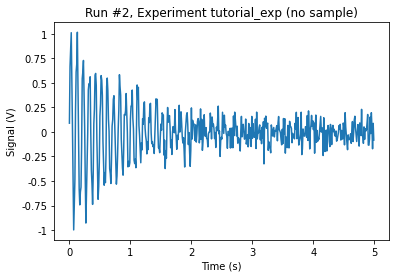 Run #2, Experiment tutorial_exp (no sample)
Signal (V)
1
0.75
0.5
0.25
0
-0.25
-0.5
-0.75
-1
0 1 2 3 4 5
Time (s)